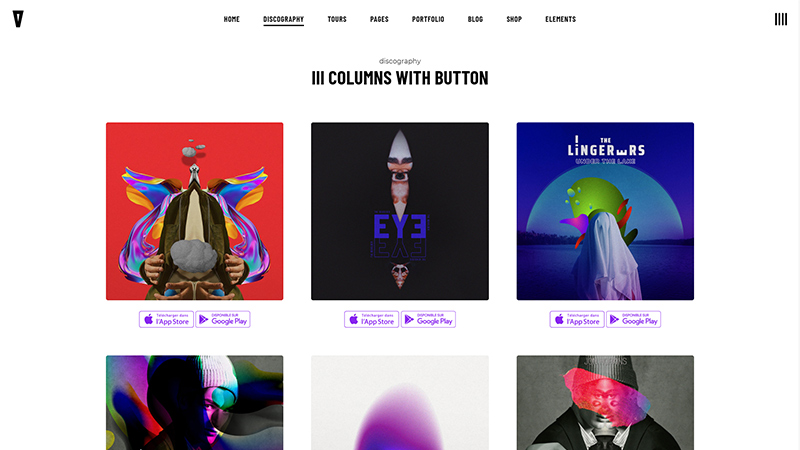 HOME DISCOGRAPHY TOURS PAGES PORTFOLIO BLOG SHOP ELEMENTS
discography
III COLUMNS WITH BUTTON
EYE
THE
LINGERERS
UNDER THE LAKE
Télécharger dans
l'App Store
DISPONIBLE SUR
Google Play
Télécharger dans
l'App Store
DISPONIBLE SUR
Google Play
Télécharger dans
l'App Store
DISPONIBLE SUR
Google Play